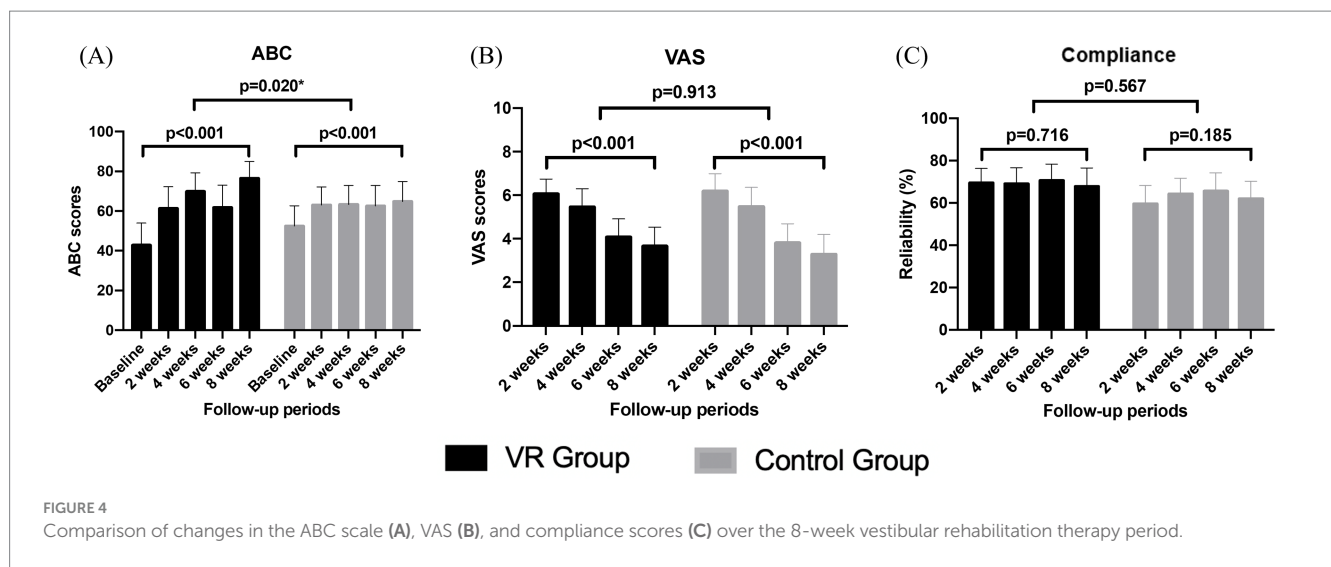 (A)
ABC
p=0.020*
p<0.001
p<0.001
100
80
60
40
20
0
ABC scores
Baseline
2 weeks
4 weeks
6 weeks
8 weeks
Baseline
2 weeks
4 weeks
6 weeks
8 weeks
Follow-up periods
(B)
VAS
p=0.913
p<0.001
p<0.001
10
8
6
4
2
0
VAS scores
2 weeks
4 weeks
6 weeks
8 weeks
2 weeks
4 weeks
6 weeks
8 weeks
Follow-up periods
(C)
Compliance
p=0.567
p=0.716
p=0.185
100
80
60
40
20
0
Reliability (%)
2 weeks
4 weeks
6 weeks
8 weeks
2 weeks
4 weeks
6 weeks
8 weeks
Follow-up periods
VR Group
Control Group
FIGURE 4
Comparison of changes in the ABC scale (A), VAS (B), and compliance scores (C) over the 8-week vestibular rehabilitation therapy period.